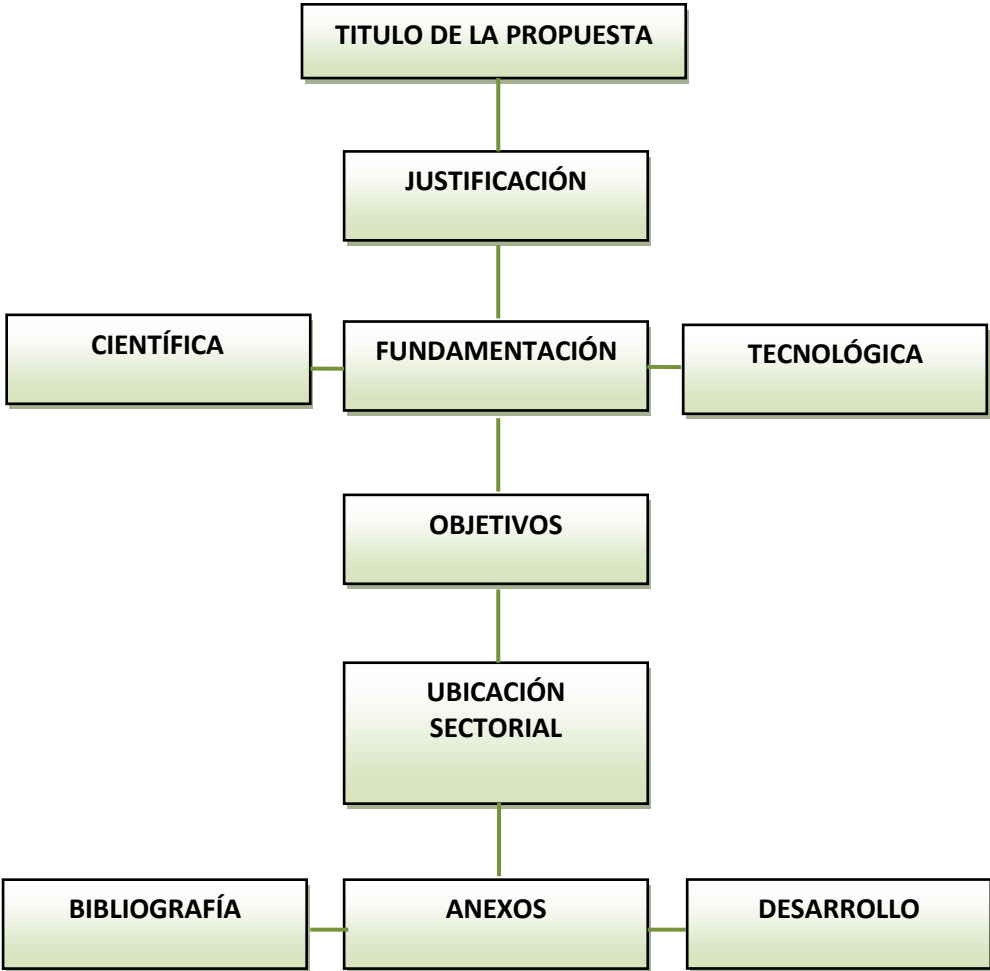 TITULO DE LA PROPUESTA
JUSTIFICACIÓN
CIENTÍFICA
FUNDAMENTACIÓN
TECNOLÓGICA
OBJETIVOS
UBICACIÓN
SECTORIAL
BIBLIOGRAFÍA
ANEXOS
DESARROLLO